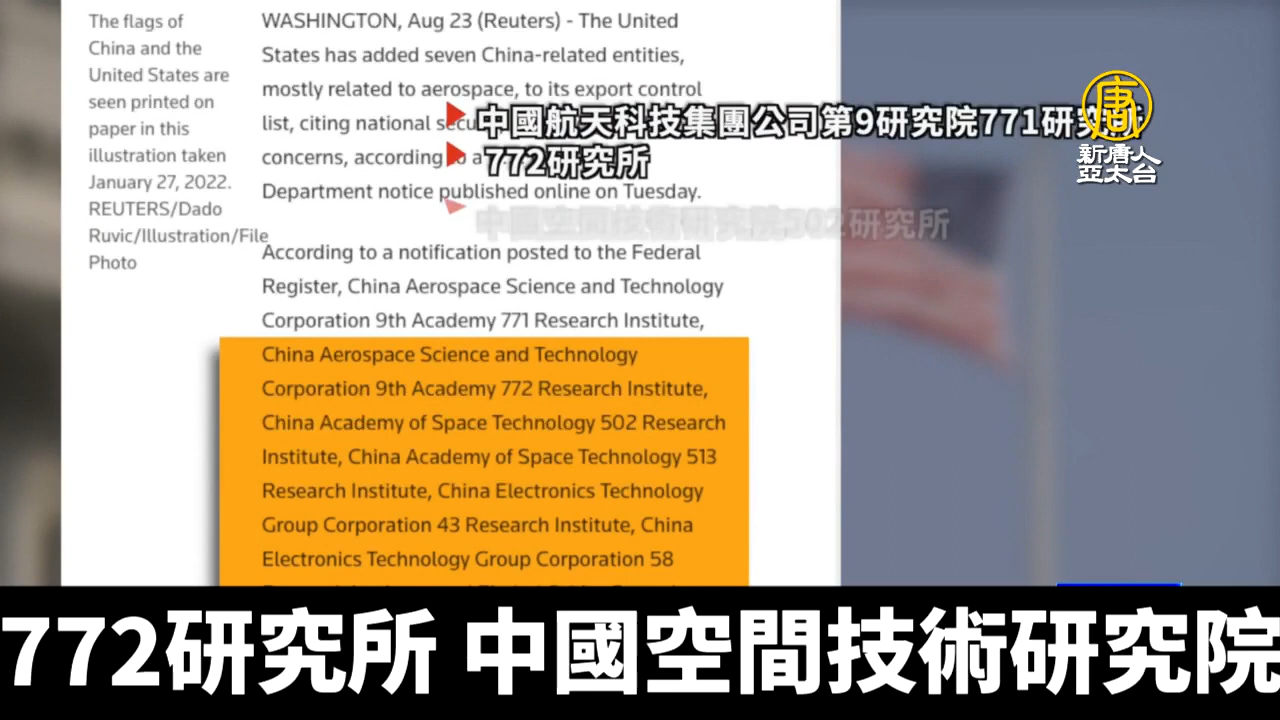 The flags of
China and the
United States are
seen printed on
paper in this
illustration taken
January 27, 2022.
REUTERS/Dado
Ruvic/Illustration/File
Photo
WASHINGTON, Aug 23 (Reuters) - The United
States has added seven China-related entities,
mostly related to aerospace, to its export control
list, citing national secu
concerns, according a
Department notice published online on Tuesday.
According to a notification posted to the Federal
Register, China Aerospace Science and Technology
Corporation 9th Academy 771 Research Institute,
China Aerospace Science and Technology
Corporation 9th Academy 772 Research Institute,
China Academy of Space Technology 502 Research
Institute, China Academy of Space Technology 513
Research Institute, China Electronics Technology
Group Corporation 43 Research Institute, China
Electronics Technology Group Corporation 58
中國航天科技集團公司第9研究院771研究所
772研究所
中國空間技術研究院502研究所
唐
新唐人
亞太台
772研究所 中國空間技術研究院